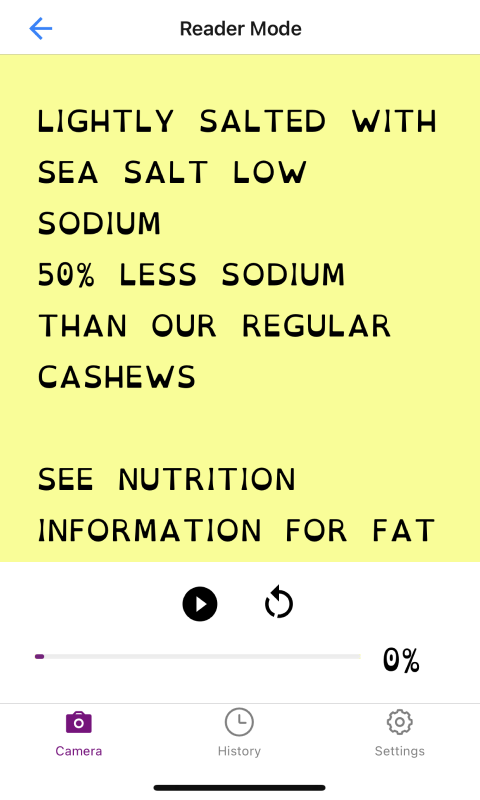 Reader Mode
LIGHTLY SALTED WITH
SEA SALT LOW
SODIUM
50% LESS SODIUM
THAN OUR REGULAR
CASHEWS
SEE NUTRITION
INFORMATION FOR FAT
0%
Camera
History
Settings